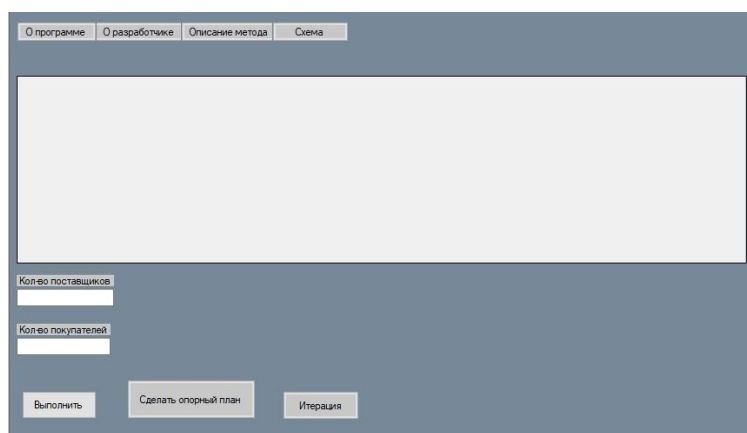 О программе О разработчике Описание метода Схема
Кол-во поставщиков
Кол-во покупателей
Выполнить Сделать опорный план Итерация